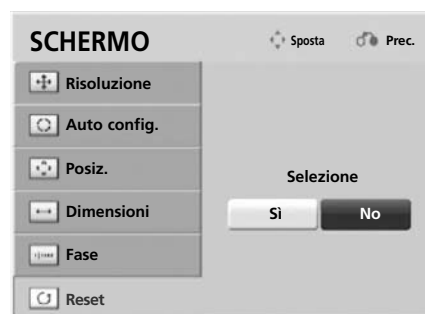 SCHERMO
Sposta
Prec.
Risoluzione
Auto config.
Posiz.
Dimensioni
Fase
Reset
Selezione
Sì
No